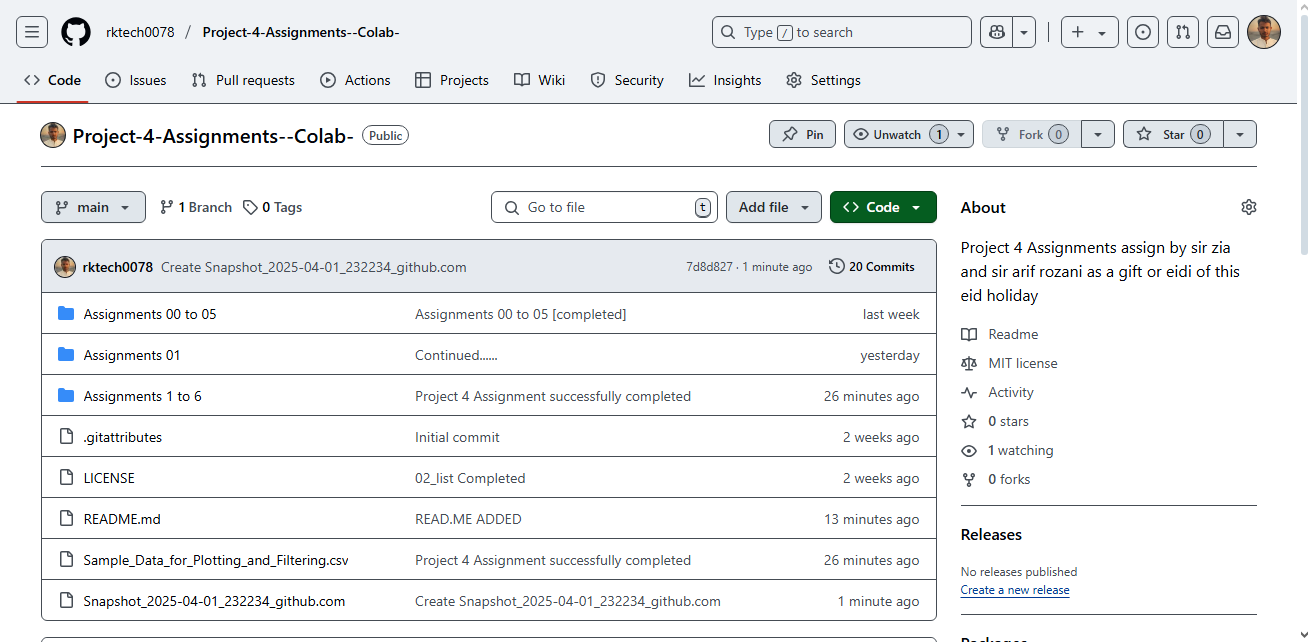 rktech0078 / Project-4-Assignments--Colab-
Type / to search
Code Issues Pull requests Actions Projects Wiki Security Insights Settings
Project-4-Assignments--Colab- Public
Pin Unwatch 1 Fork 0 Star 0
main 1 Branch 0 Tags Go to file t Add file Code
rktech0078 Create Snapshot_2025-04-01_232234_github.com 7d8d827 · 1 minute ago 20 Commits
Assignments 00 to 05 Assignments 00 to 05 [completed] last week
Assignments 01 Continued...... yesterday
Assignments 1 to 6 Project 4 Assignment successfully completed 26 minutes ago
.gitattributes Initial commit 2 weeks ago
LICENSE 02_list Completed 2 weeks ago
README.md READ.ME ADDED 13 minutes ago
Sample_Data_for_Plotting_and_Filtering.csv Project 4 Assignment successfully completed 26 minutes ago
Snapshot_2025-04-01_232234_github.com Create Snapshot_2025-04-01_232234_github.com 1 minute ago
About
Project 4 Assignments assign by sir zia
and sir arif rozani as a gift or eidi of this
eid holiday
Readme
MIT license
Activity
0 stars
1 watching
0 forks
Releases
No releases published
Create a new release